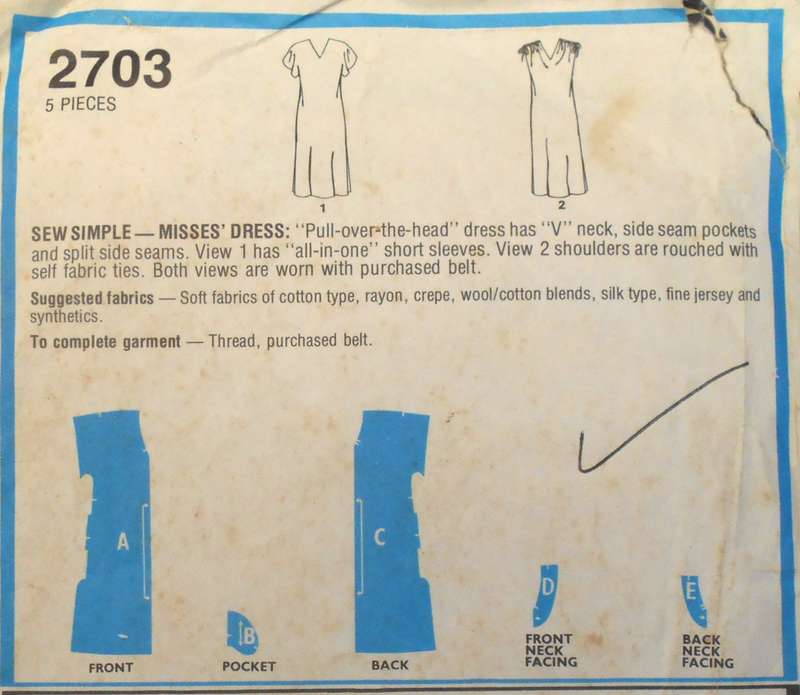 2703
5 PIECES
1
2
SEW SIMPLE — MISSES' DRESS: "Pull-over-the-head" dress has "V" neck, side seam pockets
and split side seams. View 1 has "all-in-one" short sleeves. View 2 shoulders are rouched with
self fabric ties. Both views are worn with purchased belt.
Suggested fabrics — Soft fabrics of cotton type, rayon, crepe, wool/cotton blends, silk type, fine jersey and
synthetics.
To complete garment — Thread, purchased belt.
A
B
C
D
E
FRONT
POCKET
BACK
FRONT
NECK
FACING
BACK
NECK
FACING